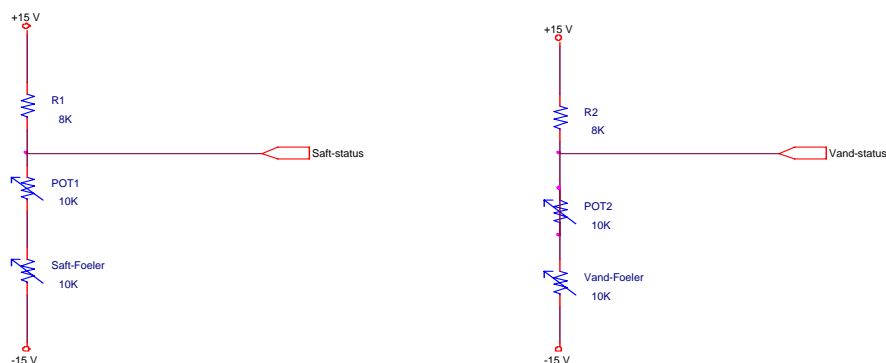 +15 V
R1
8K
Saft-status
POT1
10K
Saft-Foeler
10K
-15 V
+15 V
R2
8K
Vand-status
POT2
10K
Vand-Foeler
10K
-15 V